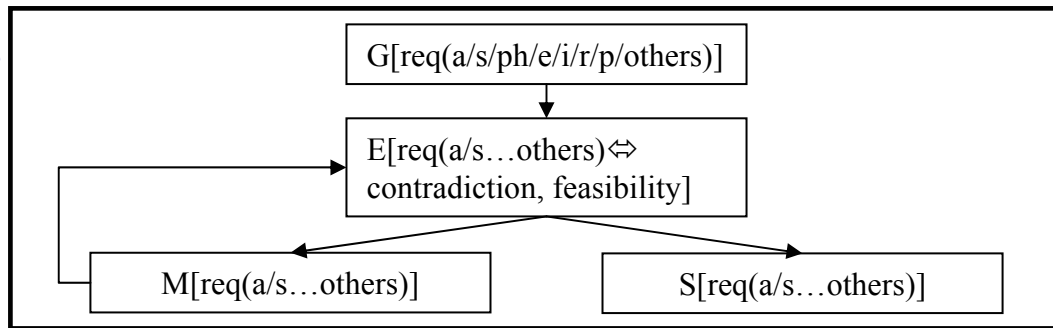 G[req(a/s/ph/e/i/r/p/others)]
E[req(a/s…others)⇔
contradiction, feasibility]
M[req(a/s…others)]
S[req(a/s…others)]